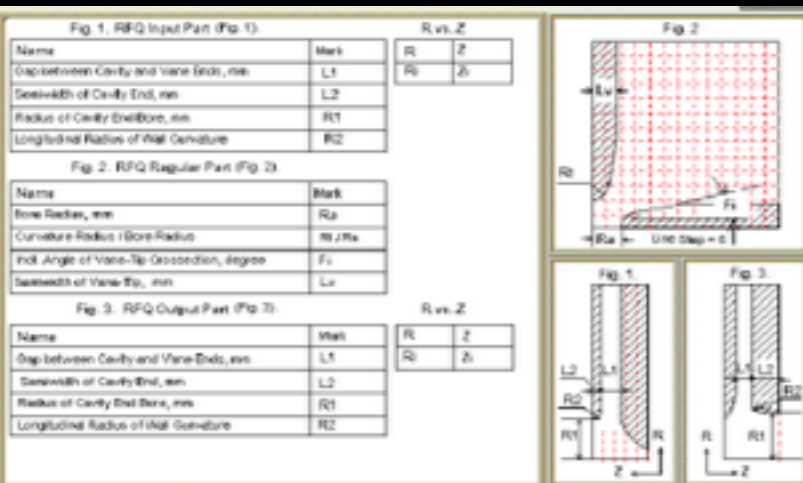 Fig. 1. RFQ Input Part (Fig. 1).
R vs. Z
Name Mark
R Z
Gap between Cavity and Vane Ends, mm L1
Ri Zi
Semiwidth of Cavity End, mm L2
Radius of Cavity End Bore, mm R1
Longitudinal Radius of Wall Curvature R2
Fig. 2. RFQ Regular Part (Fig. 2).
Name Mark
Bore Radius, mm Ra
Curvature Radius / Bore Radius Rt / Ra
Incl. Angle of Vane-Tip Crossection, degree Fi
Semiwidth of Vane-Tip, mm Lv
Fig. 3. RFQ Output Part (Fig. 3).
R vs. Z
Name Mark
R Z
Gap between Cavity and Vane-Ends, mm L1
Ri Zi
Semiwidth of Cavity End, mm L2
Radius of Cavity End Bore, mm R1
Longitudinal Radius of Wall Curvature R2
Fig. 2
Lv
Rt
Fi
Ra
Line Step = 6
Fig. 1.
L2 L1
R2
R1
R
Z
Fig. 3.
L1 L2
R2
R1
R
Z